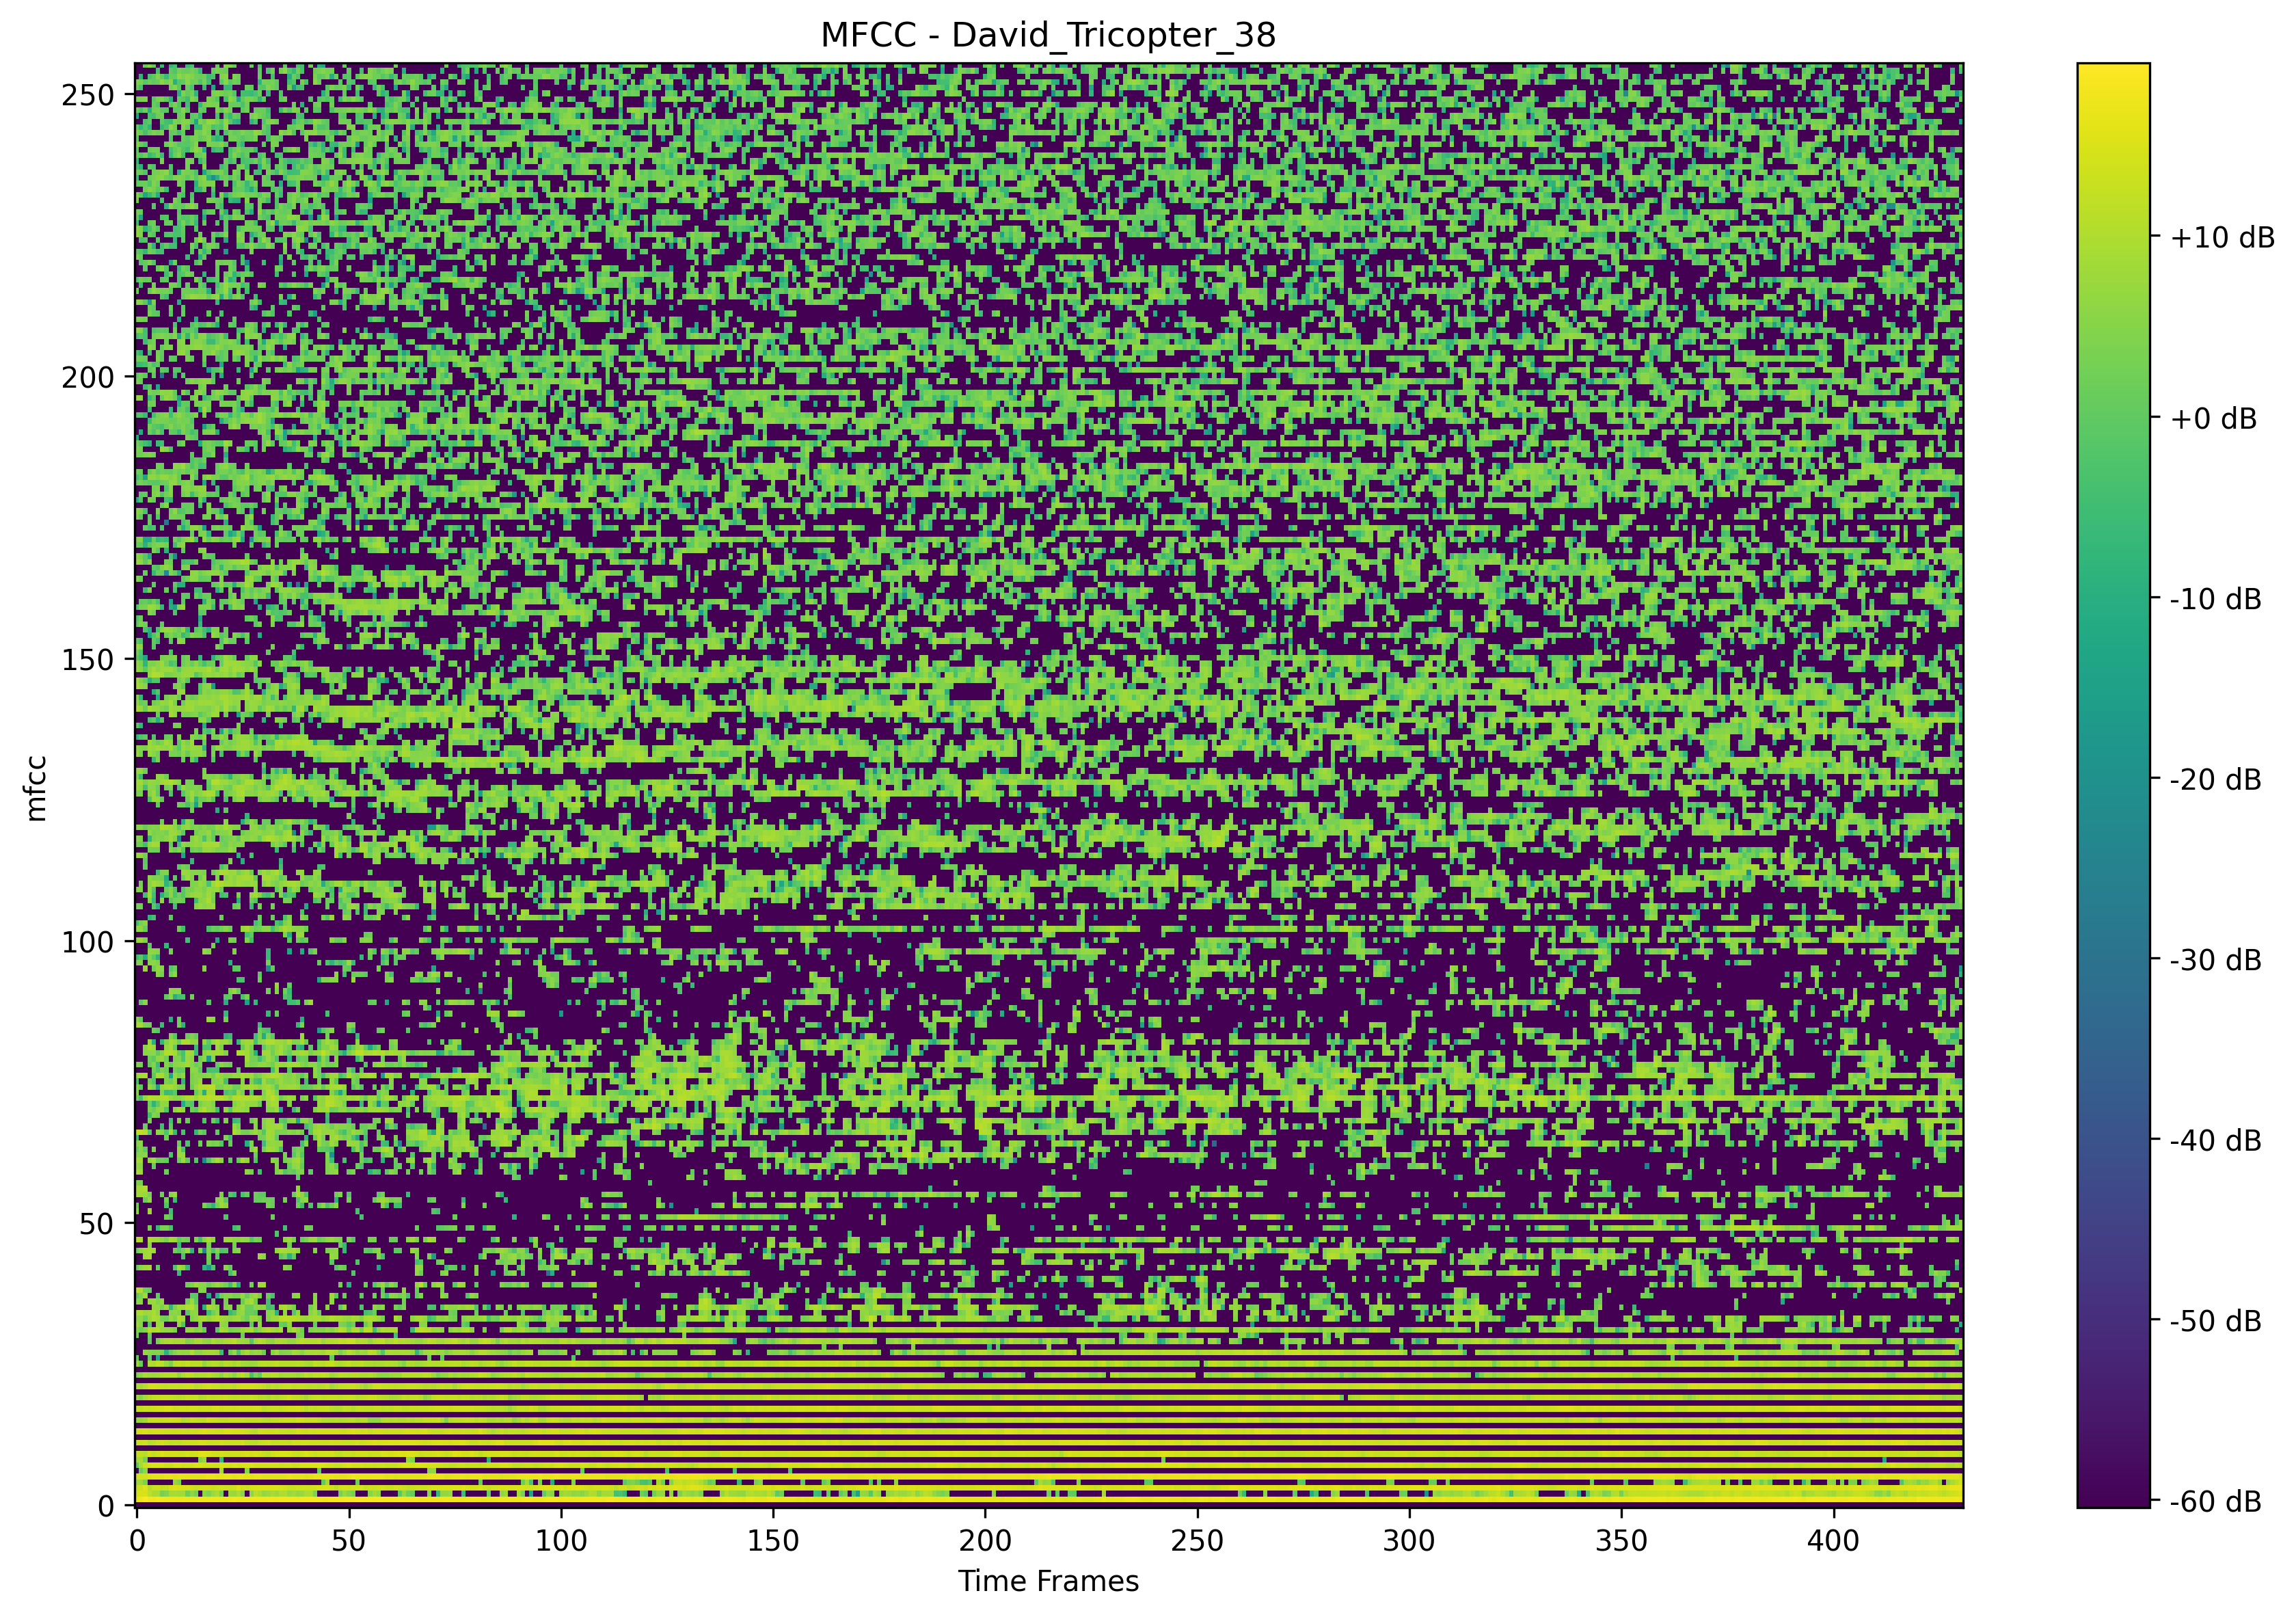 MFCC - David_Tricopter_38
250
200
150
100
50
0
mfcc
0 50 100 150 200 250 300 350 400
Time Frames
+10 dB
+0 dB
-10 dB
-20 dB
-30 dB
-40 dB
-50 dB
-60 dB